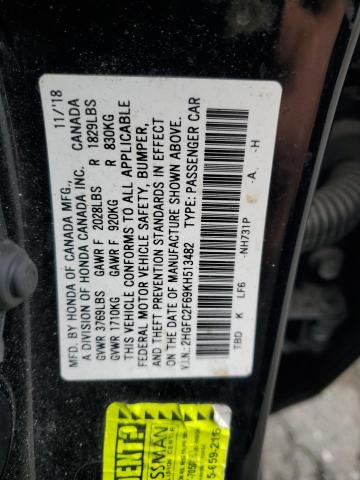 MFD. BY HONDA OF CANADA MFG., 11/'18
A DIVISION OF HONDA CANADA INC. CANADA
GVWR 3769LBS GAWR F 2028LBS R 1829LBS
GVWR 1710KG GAWR F 920KG R 830KG
THIS VEHICLE CONFORMS TO ALL APPLICABLE
FEDERAL MOTOR VEHICLE SAFETY, BUMPER,
AND THEFT PREVENTION STANDARDS IN EFFECT
ON THE DATE OF MANUFACTURE SHOWN ABOVE.
V.I.N.: 2HGFC2F69KH513482 TYPE: PASSENGER CAR
TBD K LF6 -NH731P -A. -H